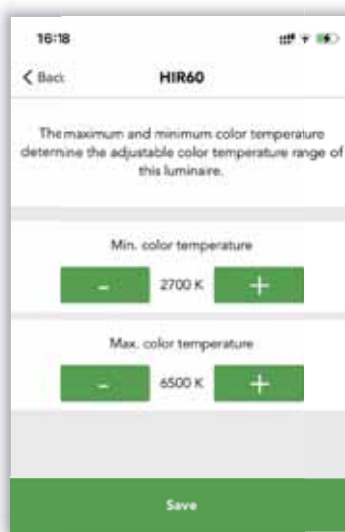 16:18
Back HIR60
The maximum and minimum color temperature
determine the adjustable color temperature range of
this luminaire.
Min. color temperature
- 2700 K +
Max. color temperature
- 6500 K +
Save